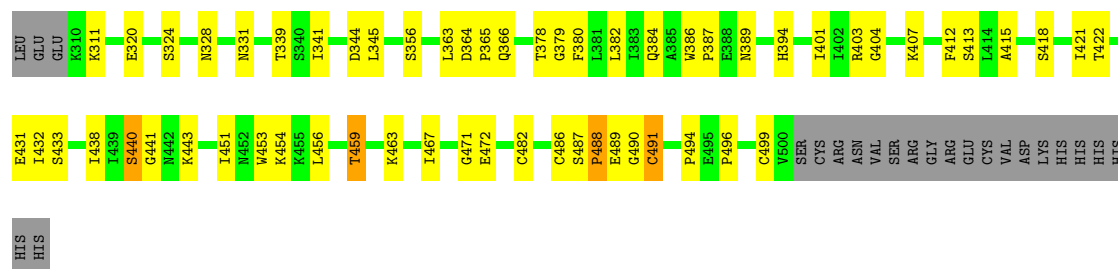 LEU GLU GLU K310 K311 E320 S324 N328 N331 T339 S340 I341 D344 L345 S356 L363 D364 P365 Q366 T378 G379 F380 L381 L382 I383 Q384 A385 W386 P387 E388 N389 H394 I401 I402 R403 G404 K407 F412 S413 L414 A415 S418 I421 T422
E431 I432 S433 I438 I439 S440 G441 N442 K443 I451 N452 W453 K454 K455 L456 T459 K463 I467 G471 E472 C482 C486 S487 P488 E489 G490 C491 P494 E495 P496 C499 V500 SER CYS ARG ASN VAL SER ARG GLY ARG GLU CYS VAL ASP LYS HIS HIS HIS HIS
HIS HIS